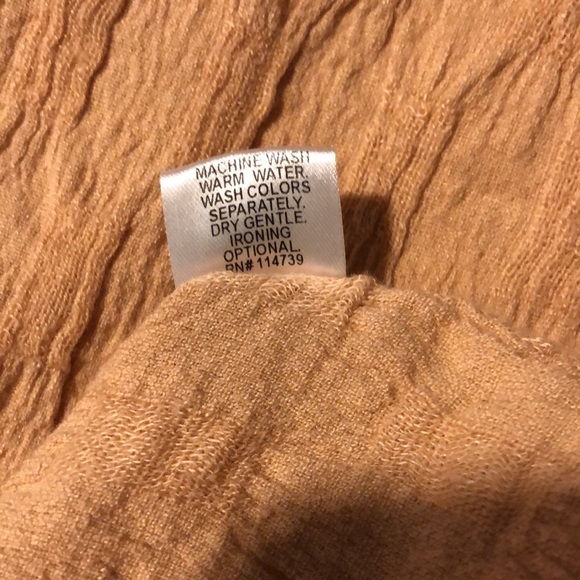 MACHINE WASH
WARM WATER.
WASH COLORS
SEPARATELY.
DRY GENTLE.
IRONING
OPTIONAL.
RN# 114739